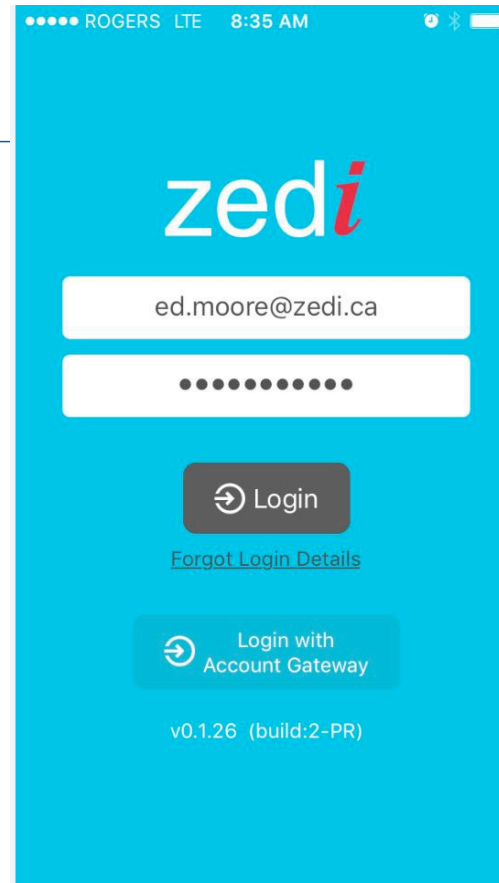 ●●●●● ROGERS LTE 8:35 AM
zedi
ed.moore@zedi.ca
●●●●●●●●●●●
Login
Forgot Login Details
Login with
Account Gateway
v0.1.26 (build:2-PR)